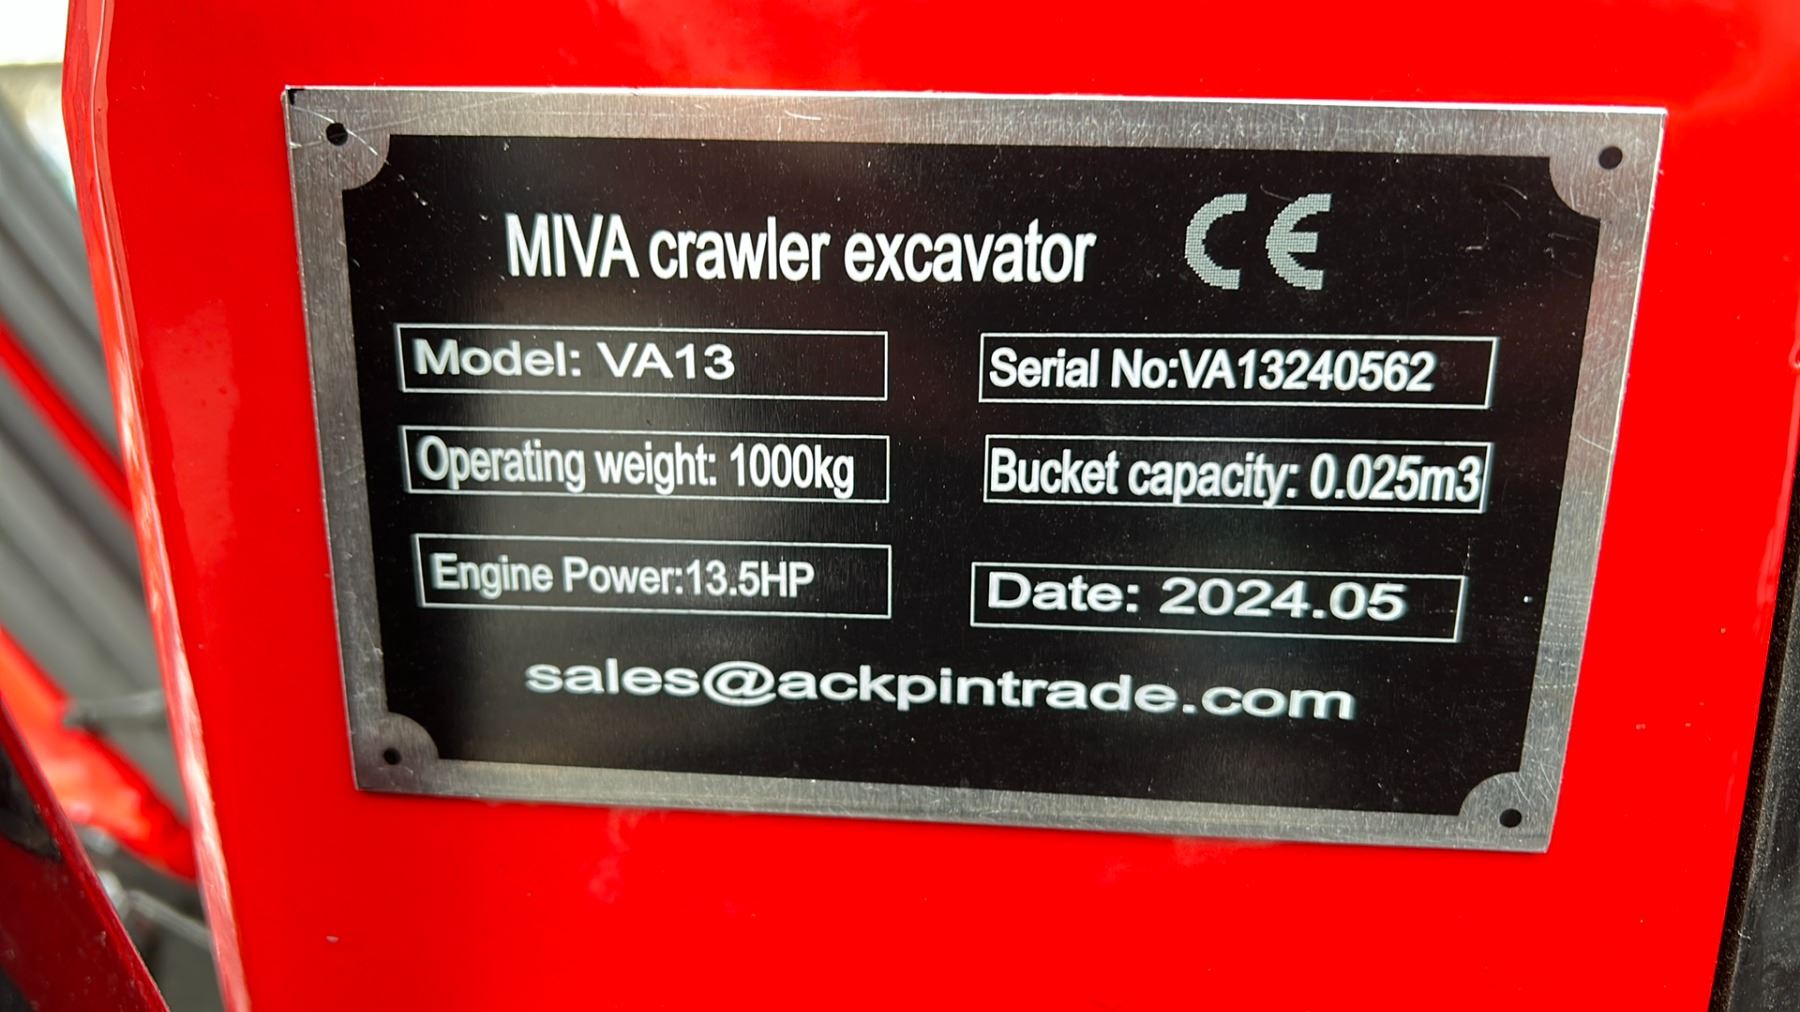 MIVA crawler excavator CE
Model: VA13
Serial No:VA13240562
Operating weight: 1000kg
Bucket capacity: 0.025m3
Engine Power:13.5HP
Date: 2024.05
sales@ackpintrade.com